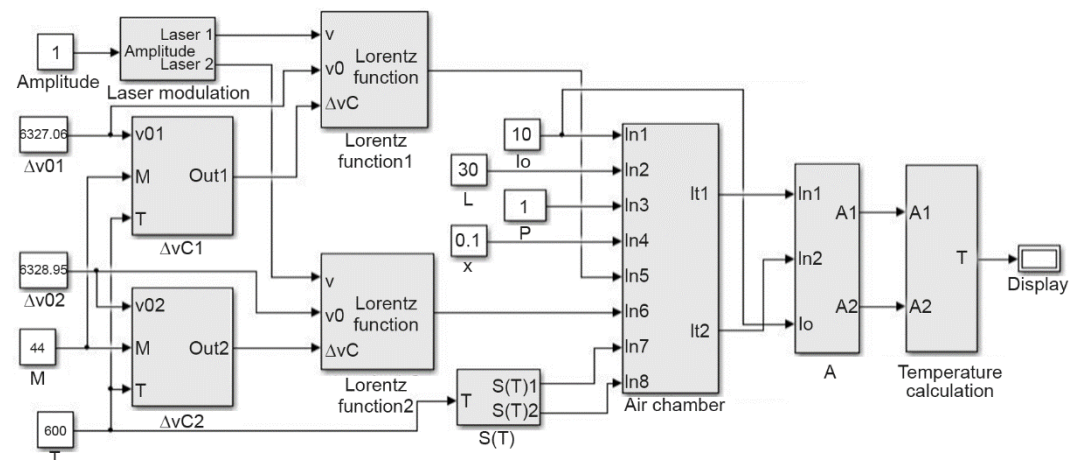 1
Amplitude
Amplitude
Laser 1
Laser 2
Laser modulation
v
v0
ΔvC
Lorentz
function
Lorentz
function1
6327.06
Δv01
v01
M
T
Out1
ΔvC1
6328.95
Δv02
v02
M
T
Out2
ΔvC2
44
M
600
T
v
v0
ΔvC
Lorentz
function
Lorentz
function2
T
S(T)1
S(T)2
S(T)
10
Io
30
L
1
P
0.1
x
In1
In2
In3
In4
In5
In6
In7
In8
It1
It2
Air chamber
In1
In2
Io
A1
A2
A
A1
A2
T
Temperature
calculation
Display